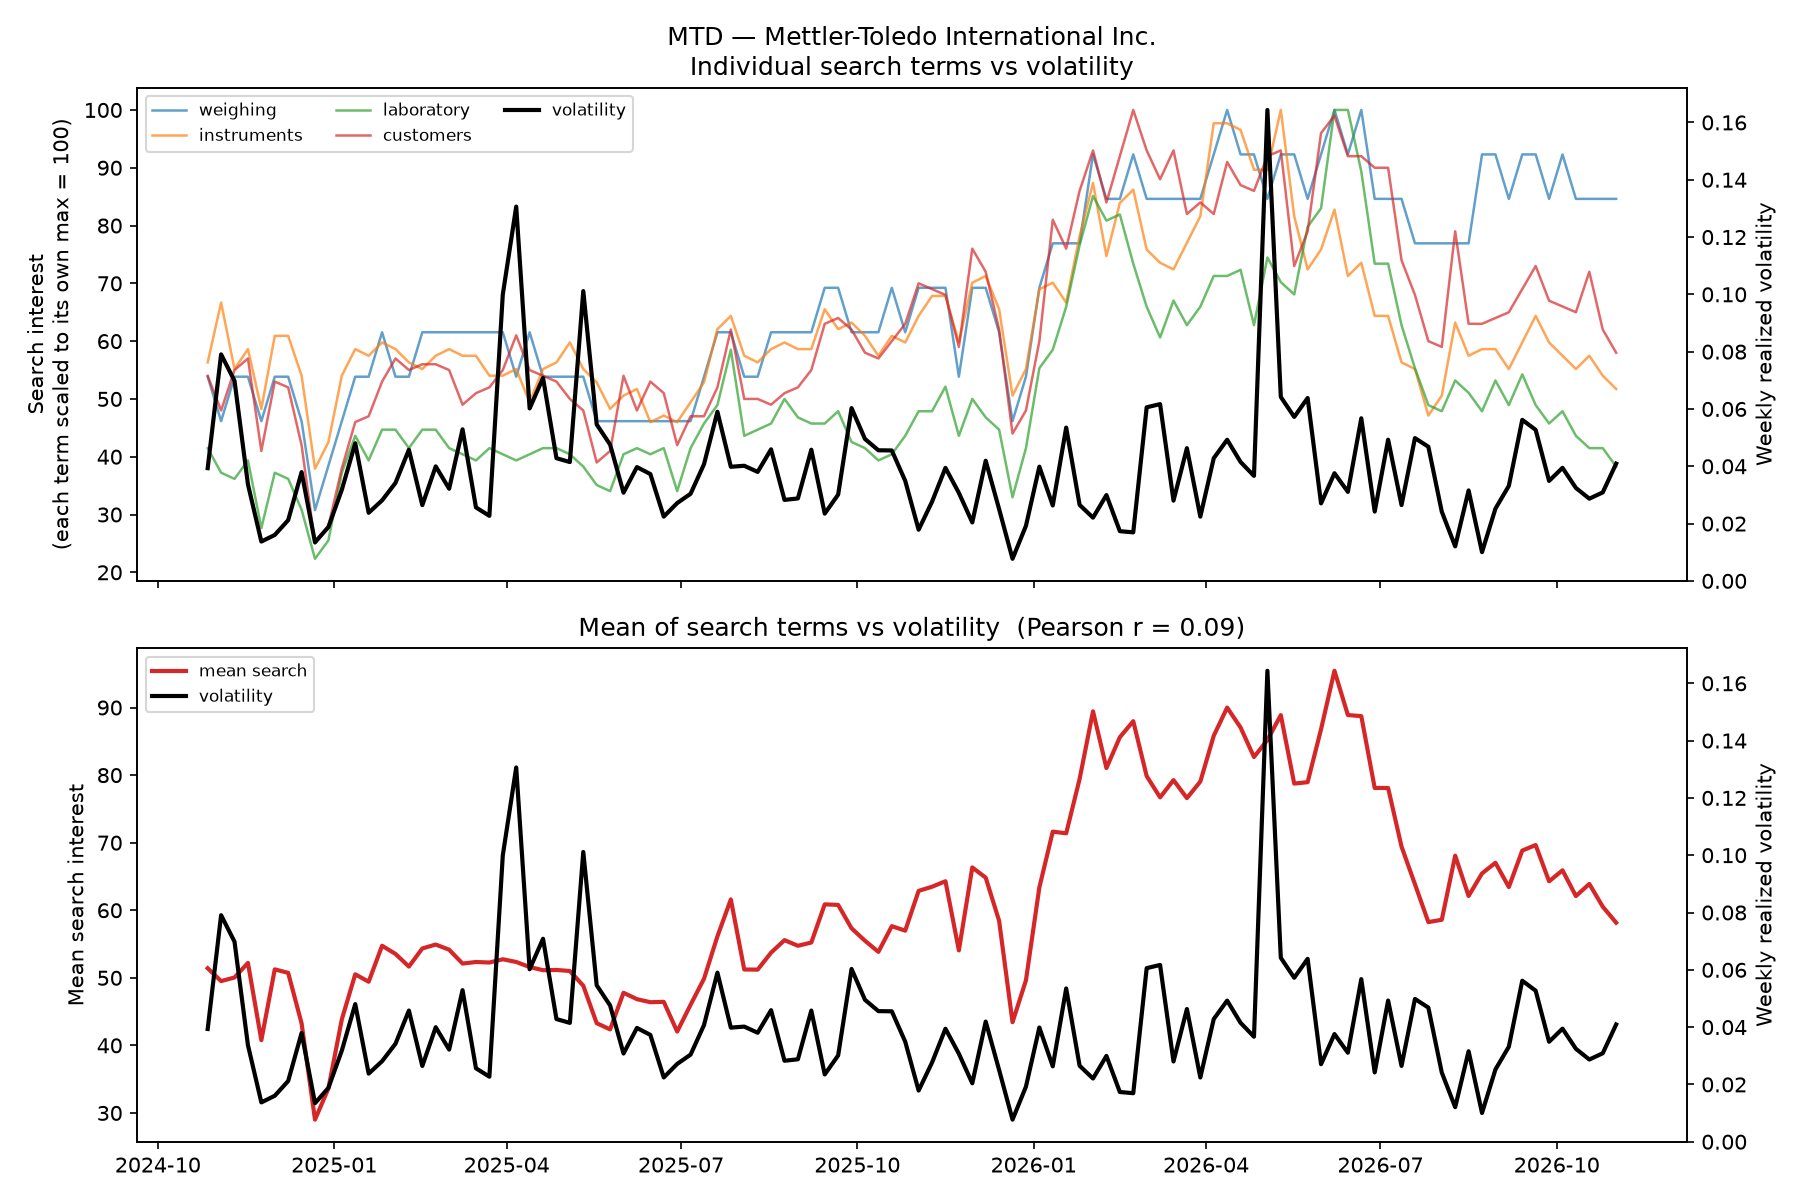 MTD — Mettler-Toledo International Inc.
Individual search terms vs volatility
weighing
instruments
laboratory
customers
volatility
Search interest
(each term scaled to its own max = 100)
100
90
80
70
60
50
40
30
20
0.16
0.14
0.12
0.10
0.08
0.06
0.04
0.02
0.00
Weekly realized volatility
Mean of search terms vs volatility  (Pearson r = 0.09)
mean search
volatility
Mean search interest
90
80
70
60
50
40
30
0.16
0.14
0.12
0.10
0.08
0.06
0.04
0.02
0.00
Weekly realized volatility
2024-10
2025-01
2025-04
2025-07
2025-10
2026-01
2026-04
2026-07
2026-10